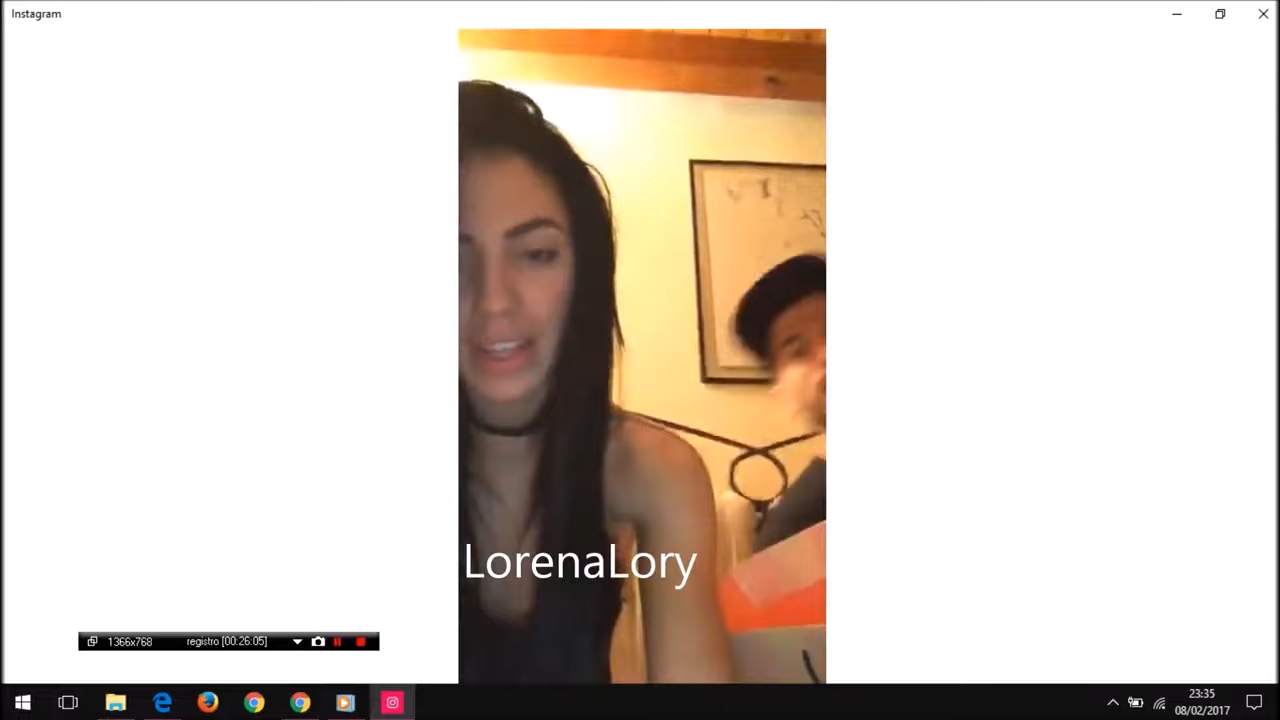 Instagram
LorenaLory
1366x768 registro [00:26:05]
23:35
08/02/2017